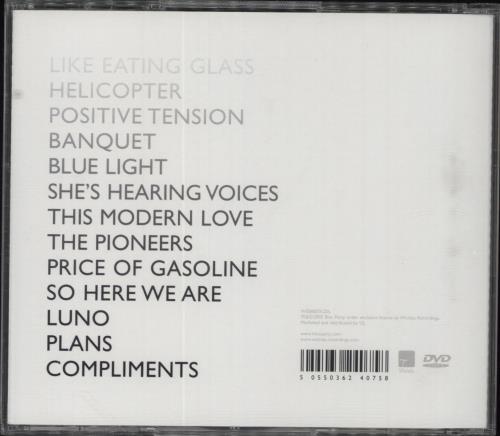 LIKE EATING GLASS
HELICOPTER
POSITIVE TENSION
BANQUET
BLUE LIGHT
SHE'S HEARING VOICES
THIS MODERN LOVE
THE PIONEERS
PRICE OF GASOLINE
SO HERE WE ARE
LUNO
PLANS
COMPLIMENTS
5 050362 40758
DVD